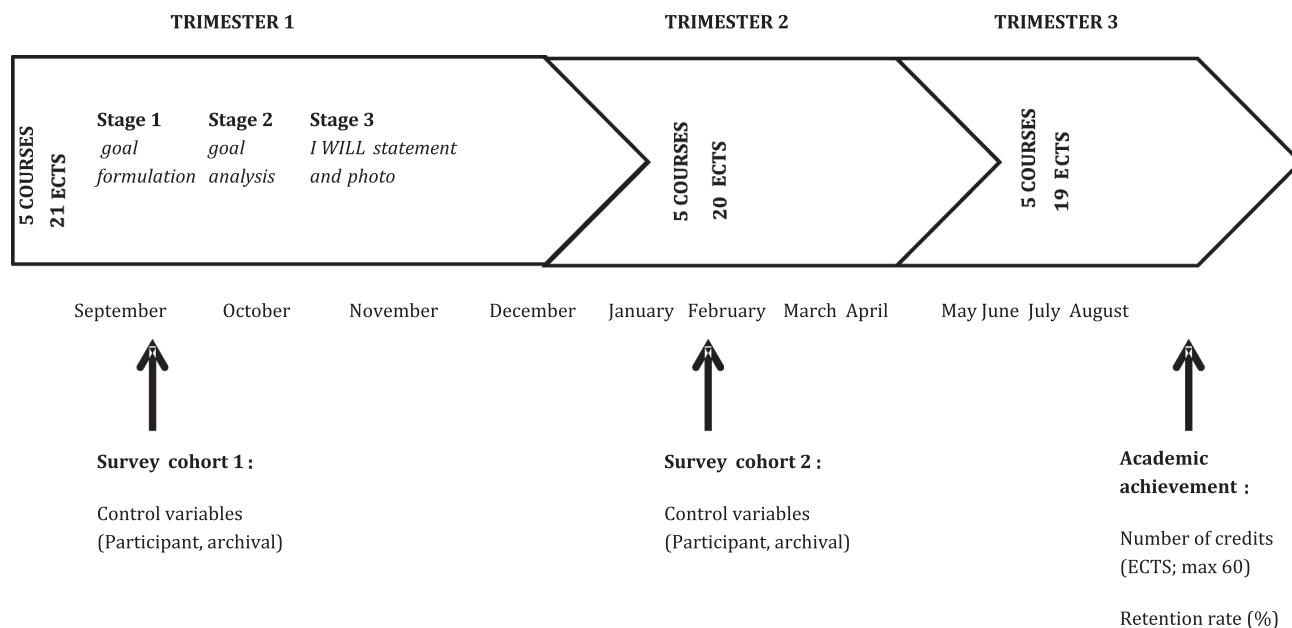 TRIMESTER 1
TRIMESTER 2
TRIMESTER 3
5 COURSES
21 ECTS
Stage 1
goal
formulation
Stage 2
goal
analysis
Stage 3
I WILL statement
and photo
5 COURSES
20 ECTS
5 COURSES
19 ECTS
September October November December January February March April May June July August
Survey cohort 1 :
Control variables
(Participant, archival)
Survey cohort 2 :
Control variables
(Participant, archival)
Academic
achievement :
Number of credits
(ECTS; max 60)
Retention rate (%)